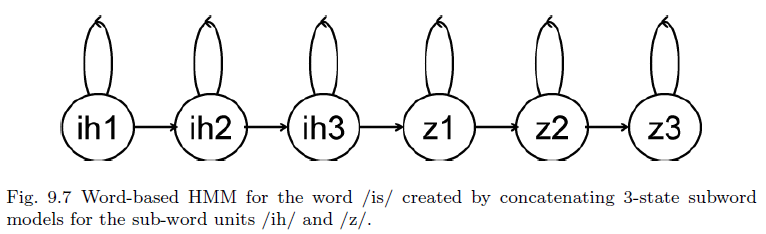 ih1 ih2 ih3 z1 z2 z3
Fig. 9.7 Word-based HMM for the word /is/ created by concatenating 3-state subword
models for the sub-word units /ih/ and /z/.